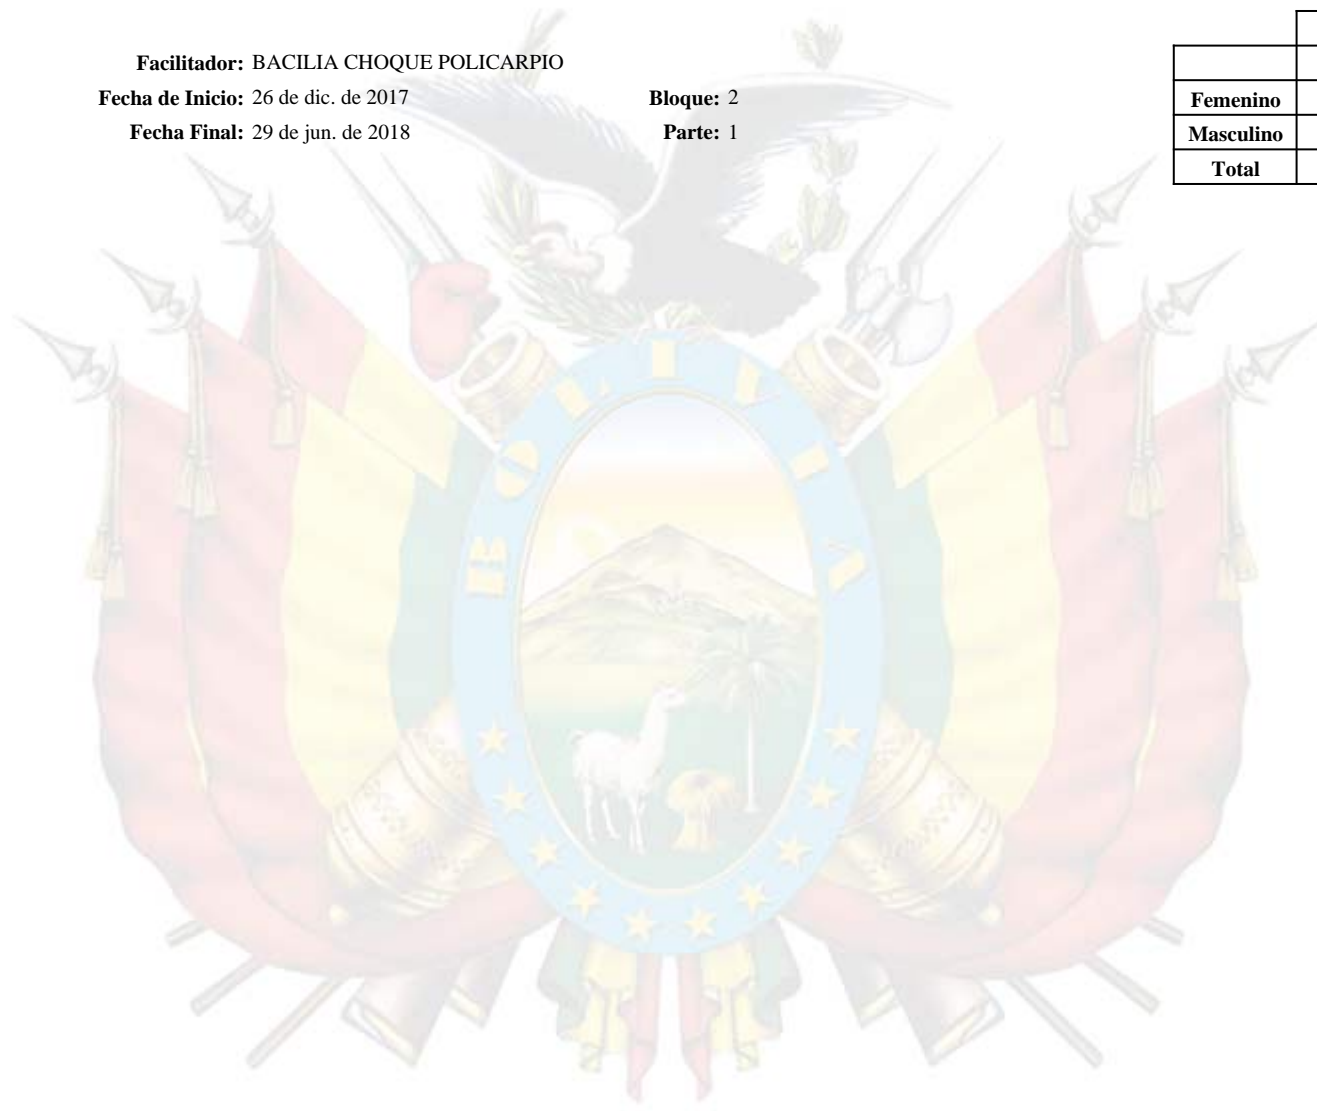 Facilitador: BACILIA CHOQUE POLICARPIO
Fecha de Inicio: 26 de dic. de 2017 Bloque: 2
Fecha Final: 29 de jun. de 2018 Parte: 1
Femenino
Masculino
Total
BOLIVIA